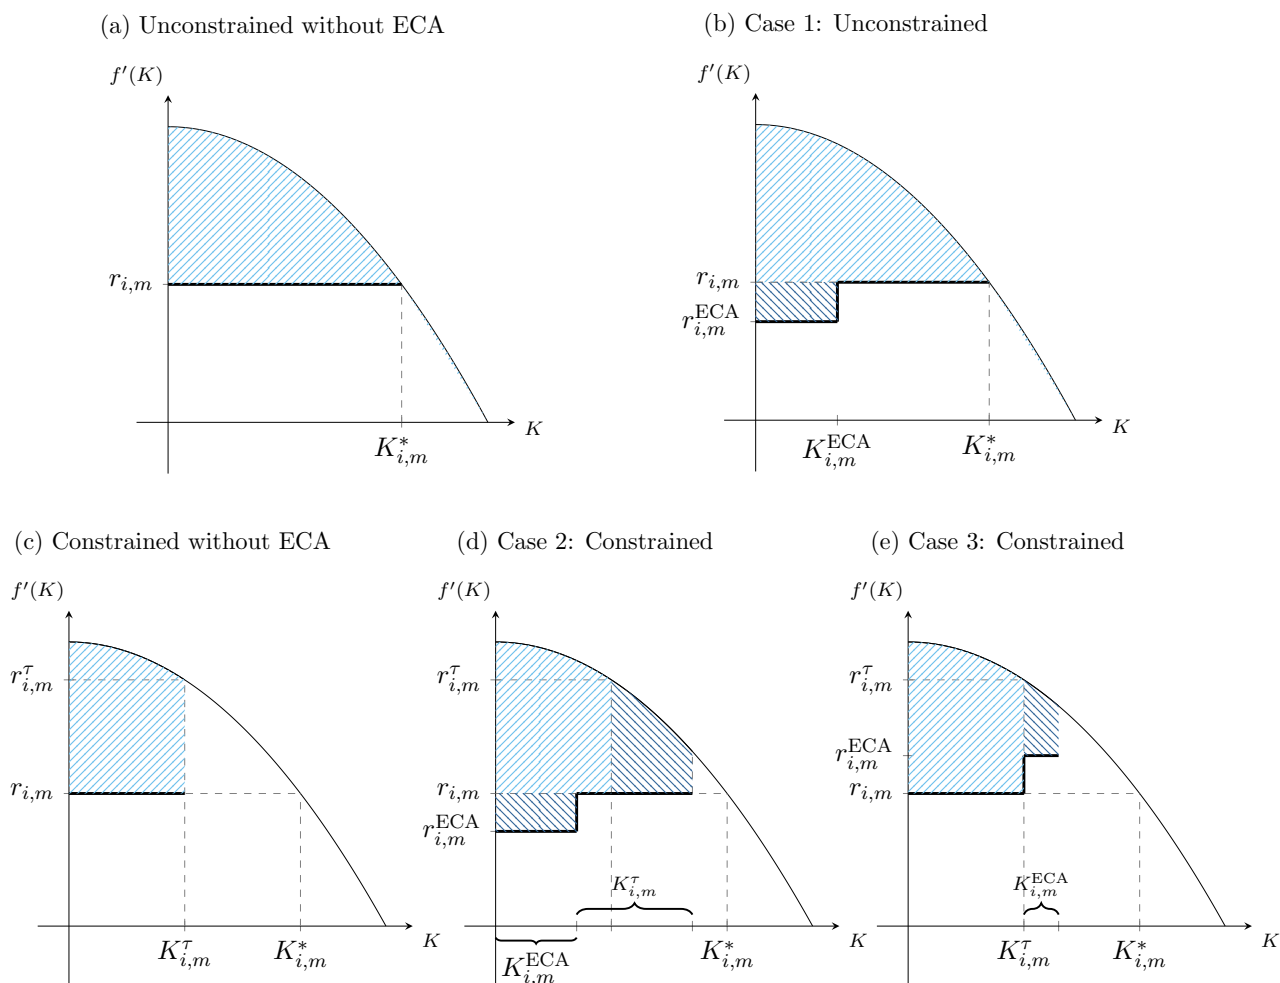 (a) Unconstrained without ECA
f′(K)
r_{i,m}
K
K^*_{i,m}
(b) Case 1: Unconstrained
f′(K)
r_{i,m}
r^{ECA}_{i,m}
K
K^{ECA}_{i,m}
K^*_{i,m}
(c) Constrained without ECA
f′(K)
r^τ_{i,m}
r_{i,m}
K
K^τ_{i,m}
K^*_{i,m}
(d) Case 2: Constrained
f′(K)
r^τ_{i,m}
r_{i,m}
r^{ECA}_{i,m}
K^τ_{i,m}
K
K^{ECA}_{i,m}
K^*_{i,m}
(e) Case 3: Constrained
f′(K)
r^τ_{i,m}
r^{ECA}_{i,m}
r_{i,m}
K^{ECA}_{i,m}
K
K^τ_{i,m}
K^*_{i,m}